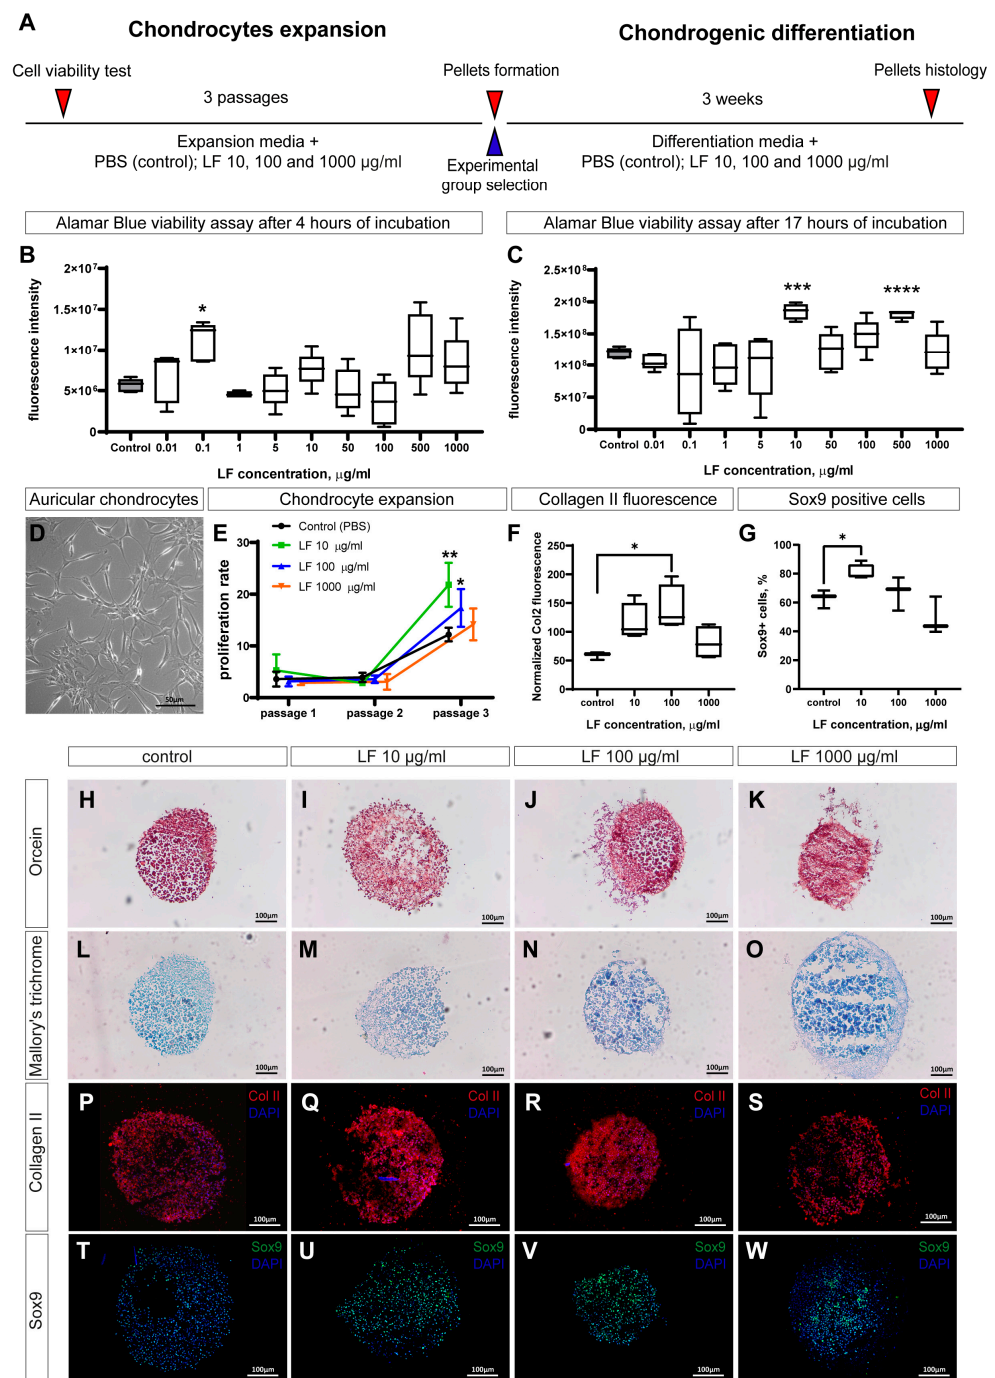 A
Chondrocytes expansion
Chondrogenic differentiation
Cell viability test
Pellets formation
Pellets histology
3 passages
3 weeks
Expansion media +
PBS (control); LF 10, 100 and 1000 µg/ml
Differentiation media +
PBS (control); LF 10, 100 and 1000 µg/ml
Experimental
group selection
Alamar Blue viability assay after 4 hours of incubation
Alamar Blue viability assay after 17 hours of incubation
B
fluorescence intensity
2×10⁷
1.5×10⁷
1×10⁷
5×10⁶
0
*
Control 0.01 0.1 1 5 10 50 100 500 1000
LF concentration, µg/ml
C
fluorescence intensity
2.5×10⁸
2×10⁸
1.5×10⁸
1×10⁸
5×10⁷
0
*** ****
Control 0.01 0.1 1 5 10 50 100 500 1000
LF concentration, µg/ml
Auricular chondrocytes
Chondrocyte expansion
Collagen II fluorescence
Sox9 positive cells
D
50µm
E
Control (PBS)
LF 10 µg/ml
LF 100 µg/ml
LF 1000 µg/ml
proliferation rate
30
20
10
0
**
*
passage 1 passage 2 passage 3
F
Normalized Col2 fluorescence
250
200
150
100
50
0
*
control 10 100 1000
LF concentration, µg/ml
G
Sox9+ cells, %
100
80
60
40
20
0
*
control 10 100 1000
LF concentration, µg/ml
control
LF 10 µg/ml
LF 100 µg/ml
LF 1000 µg/ml
Orcein
H
100µm
I
100µm
J
100µm
K
100µm
Mallory's trichrome
L
100µm
M
100µm
N
100µm
O
100µm
Collagen II
P
Col II
DAPI
100µm
Q
Col II
DAPI
100µm
R
Col II
DAPI
100µm
S
Col II
DAPI
100µm
Sox9
T
Sox9
DAPI
100µm
U
Sox9
DAPI
100µm
V
Sox9
DAPI
100µm
W
Sox9
DAPI
100µm